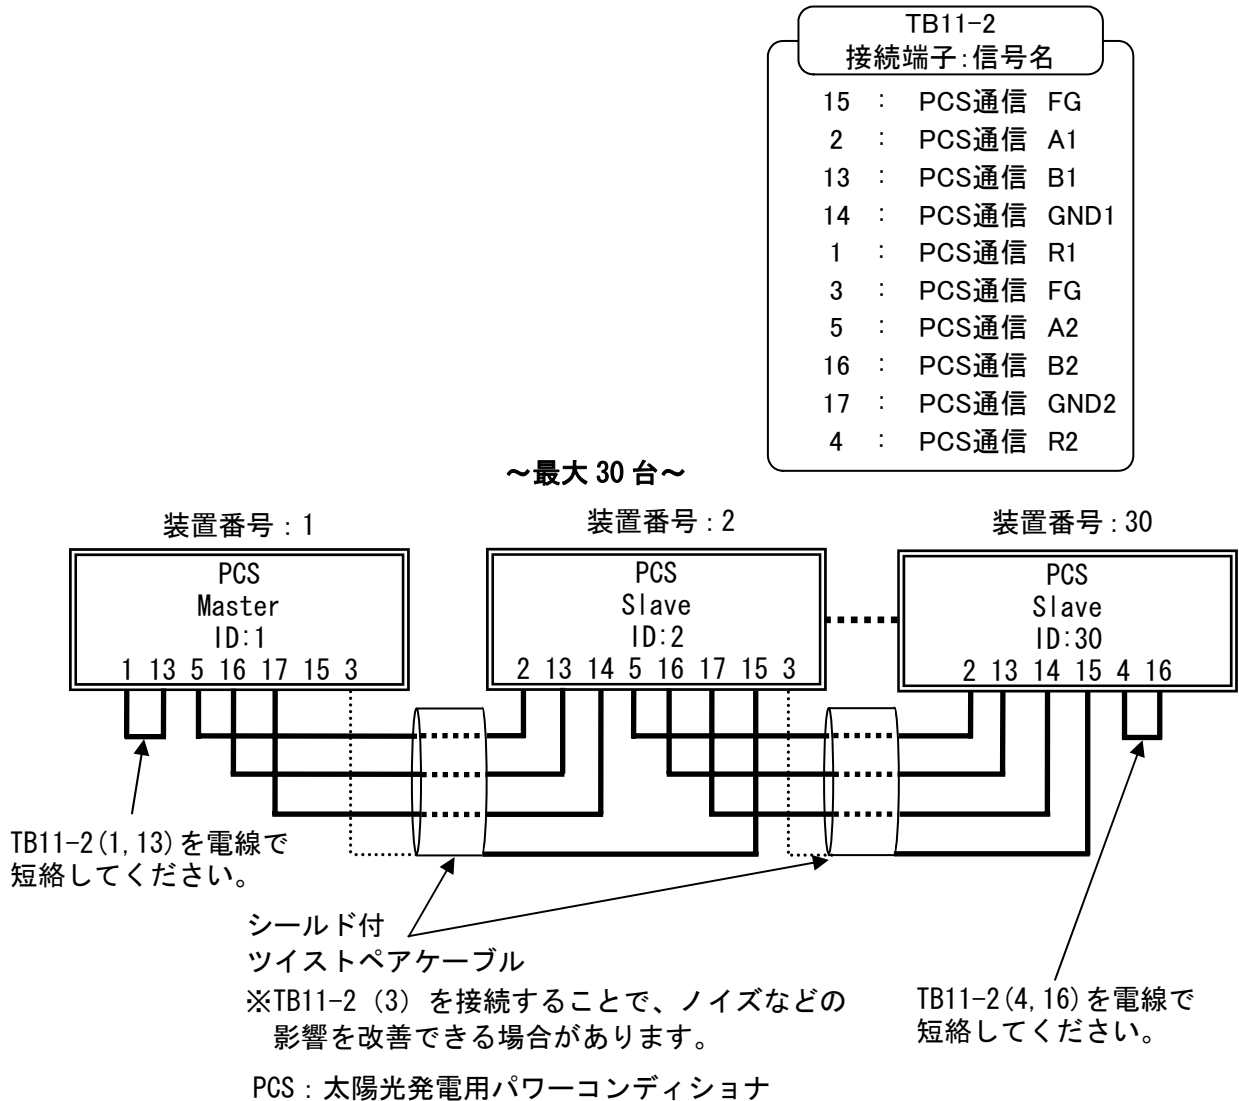 TB11-2
接続端子:信号名
15 : PCS通信 FG
2 : PCS通信 A1
13 : PCS通信 B1
14 : PCS通信 GND1
1 : PCS通信 R1
3 : PCS通信 FG
5 : PCS通信 A2
16 : PCS通信 B2
17 : PCS通信 GND2
4 : PCS通信 R2
～最大 30 台～
装置番号:1
PCS
Master
ID:1
1 13 5 16 17 15 3
装置番号:2
PCS
Slave
ID:2
2 13 14 5 16 17 15 3
装置番号:30
PCS
Slave
ID:30
2 13 14 15 4 16
TB11-2(1,13)を電線で
短絡してください。
シールド付
ツイストペアケーブル
※TB11-2（3）を接続することで、ノイズなどの
影響を改善できる場合があります。
TB11-2(4,16)を電線で
短絡してください。
PCS：太陽光発電用パワーコンディショナ